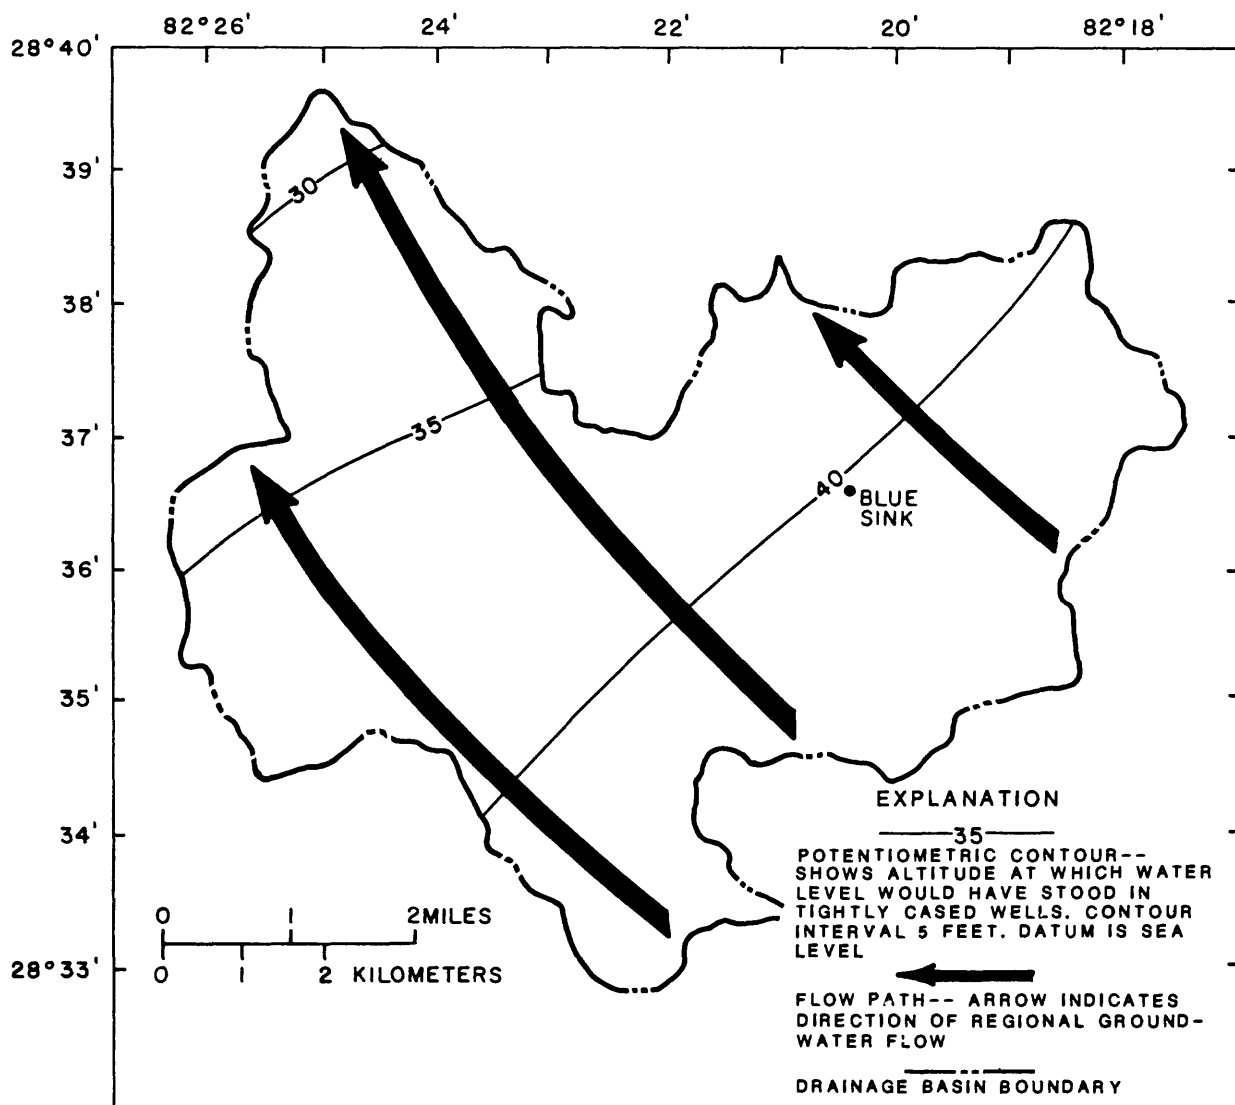 82°26' 24' 22' 20' 82°18'
28°40'
39'
30
38'
37'
35
40
BLUE
SINK
36'
35'
34'
28°33'
0 1 2MILES
0 1 2 KILOMETERS
EXPLANATION
35
POTENTIOMETRIC CONTOUR--
SHOWS ALTITUDE AT WHICH WATER
LEVEL WOULD HAVE STOOD IN
TIGHTLY CASED WELLS. CONTOUR
INTERVAL 5 FEET. DATUM IS SEA
LEVEL
FLOW PATH-- ARROW INDICATES
DIRECTION OF REGIONAL GROUND-
WATER FLOW
DRAINAGE BASIN BOUNDARY